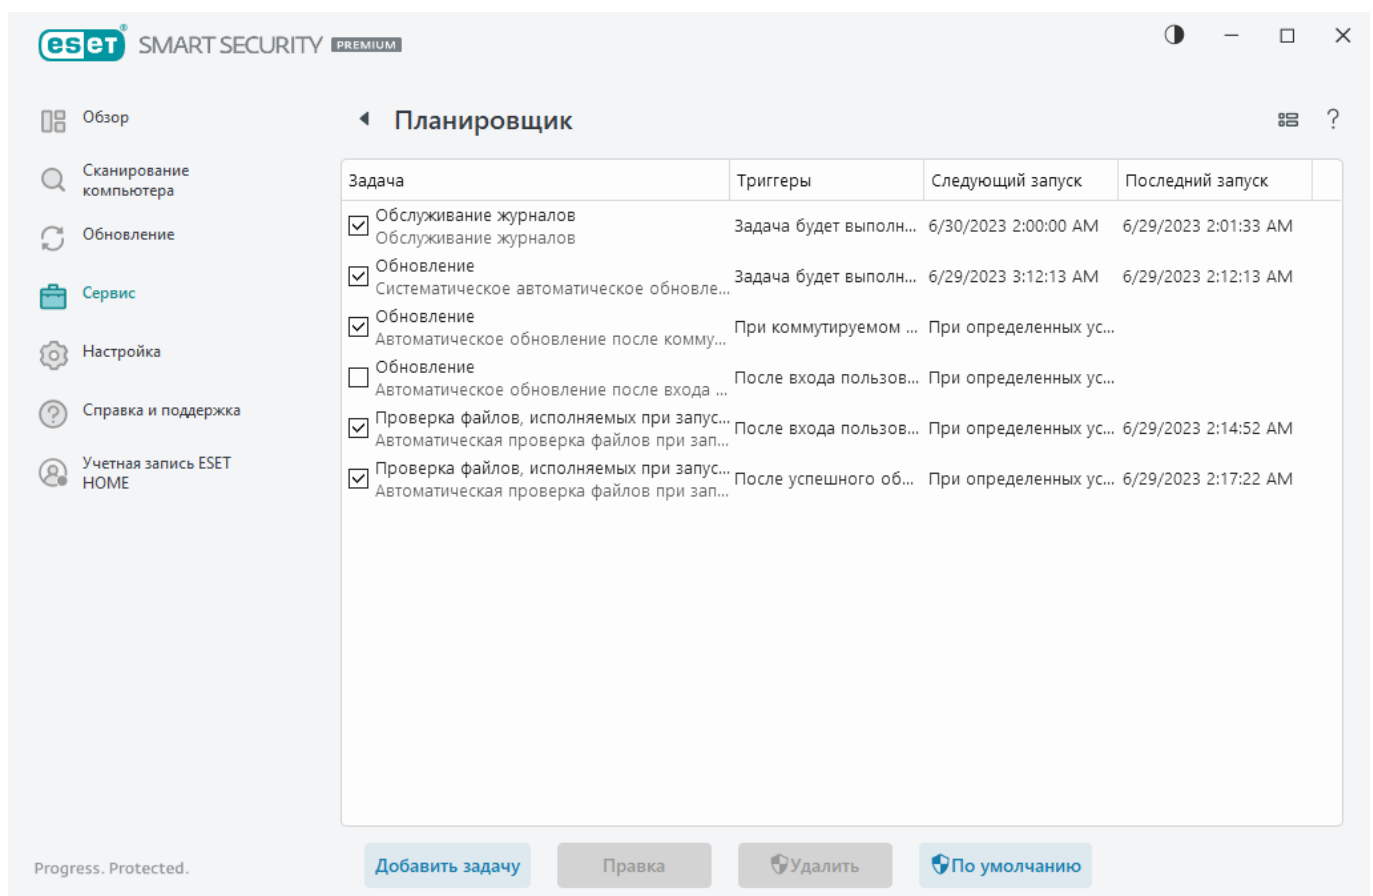 eset® SMART SECURITY PREMIUM
Обзор
Сканирование
компьютера
Обновление
Сервис
Настройка
Справка и поддержка
Учетная запись ESET
HOME
Планировщик
?
Задача Триггеры Следующий запуск Последний запуск
Обслуживание журналов
Обслуживание журналов
Задача будет выполн... 6/30/2023 2:00:00 AM 6/29/2023 2:01:33 AM
Обновление
Систематическое автоматическое обновле...
Задача будет выполн... 6/29/2023 3:12:13 AM 6/29/2023 2:12:13 AM
Обновление
Автоматическое обновление после комму...
При коммутируемом ... При определенных ус...
Обновление
Автоматическое обновление после входа ...
После входа пользов... При определенных ус...
Проверка файлов, исполняемых при запус...
Автоматическая проверка файлов при зап...
После входа пользов... При определенных ус... 6/29/2023 2:14:52 AM
Проверка файлов, исполняемых при запус...
Автоматическая проверка файлов при зап...
После успешного об... При определенных ус... 6/29/2023 2:17:22 AM
Progress. Protected.
Добавить задачу Правка Удалить По умолчанию